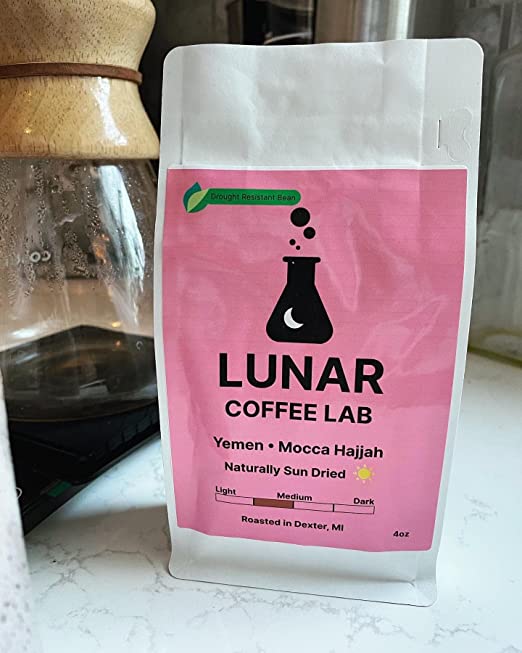 Drought Resistant Bean
LUNAR
COFFEE LAB
Yemen • Mocca Hajjah
Naturally Sun Dried
Light Medium Dark
Roasted in Dexter, MI
4oz